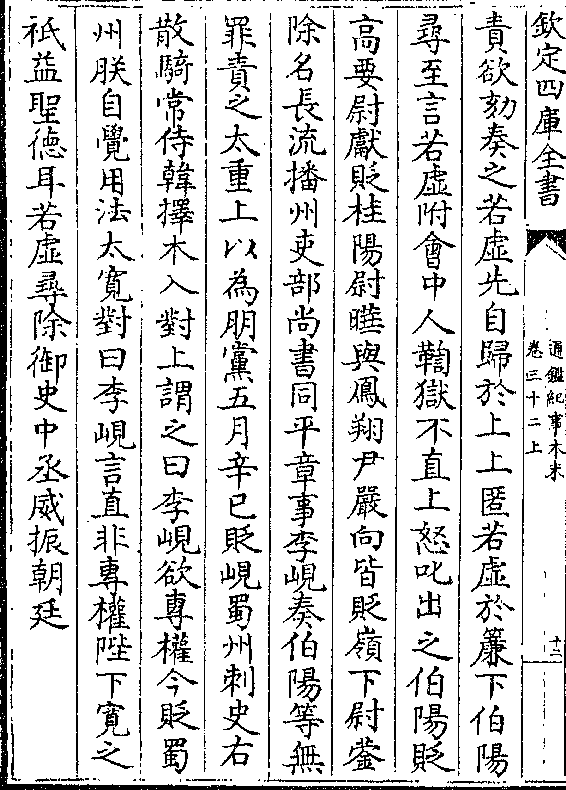 欽定四庫全書
通鑑紀事本末
卷三十二上
十二
責欲劾奏之若虛先自歸於上上匿若虛於簾下伯陽
尋至言若虛附會中人鞫獄不直上怒叱出之伯陽貶
高要尉獻貶桂陽尉曄與鳳翔尹嚴向皆貶嶺下尉蓥
除名長流播州吏部尚書同平章事李峴奏伯陽等無
罪責之太重上以為朋黨五月辛巳貶峴蜀州刺史右
散騎常侍韓擇木入對上謂之曰李峴欲專權今貶蜀
州朕自覺用法太寛對曰李峴言直非專權陛下寛之
祇益聖徳耳若虛尋除御史中丞威振朝廷